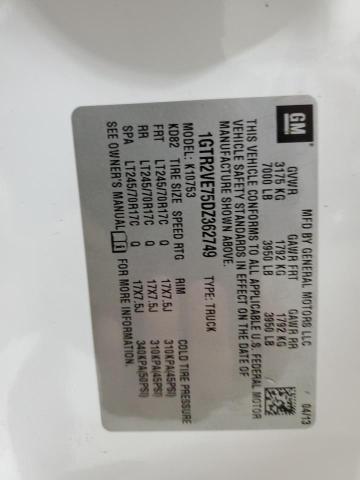 GM
MFD BY GENERAL MOTORS LLC 04/13
GVWR GAWR FRT GAWR RR
3175 KG 1792 KG 1792 KG
7000 LB 3950 LB 3950 LB
THIS VEHICLE CONFORMS TO ALL APPLICABLE U.S. FEDERAL MOTOR
VEHICLE SAFETY STANDARDS IN EFFECT ON THE DATE OF
MANUFACTURE SHOWN ABOVE.
1GTR2VE75DZ362749 TYPE: TRUCK
MODEL: K10753
KD82 TIRE SIZE SPEED RTG RIM COLD TIRE PRESSURE
FRT LT245/70R17C Q 17X7.5J 310KPA(45PSI)
RR LT245/70R17C Q 17X7.5J 310KPA(45PSI)
SPA LT245/70R17C Q 17X7.5J 340KPA(50PSI)
SEE OWNER'S MANUAL FOR MORE INFORMATION.